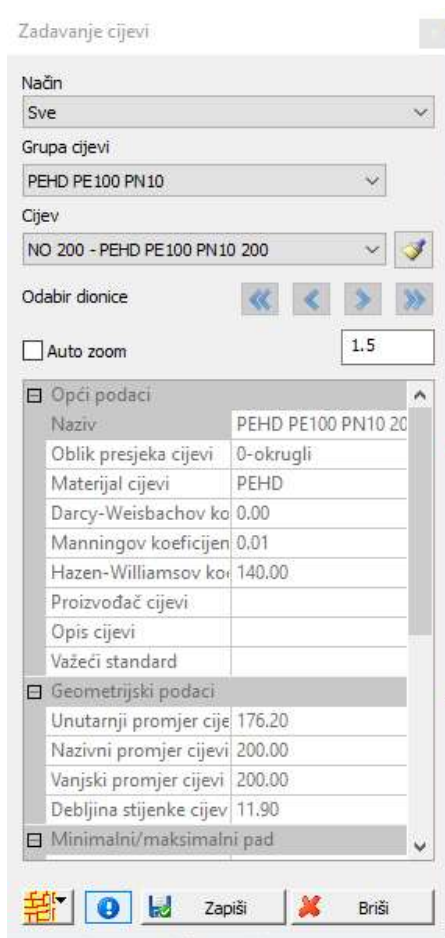 Zadavanje cijevi
Način
Sve
Grupa cijevi
PEHD PE100 PN10
Cijev
NO 200 - PEHD PE100 PN10 200
Odabir dionice
Auto zoom
1.5
Opći podaci
Naziv PEHD PE100 PN10 20
Oblik presjeka cijevi 0-okrugli
Materijal cijevi PEHD
Darcy-Weisbachov ko 0.00
Manningov koeficijen 0.01
Hazen-Williamsov ko 140.00
Proizvođač cijevi
Opis cijevi
Važeći standard
Geometrijski podaci
Unutarnji promjer cije 176.20
Nazivni promjer cijevi 200.00
Vanjski promjer cijevi 200.00
Debljina stijenke cijev 11.90
Minimalni/maksimalni pad
Zapiši Briši